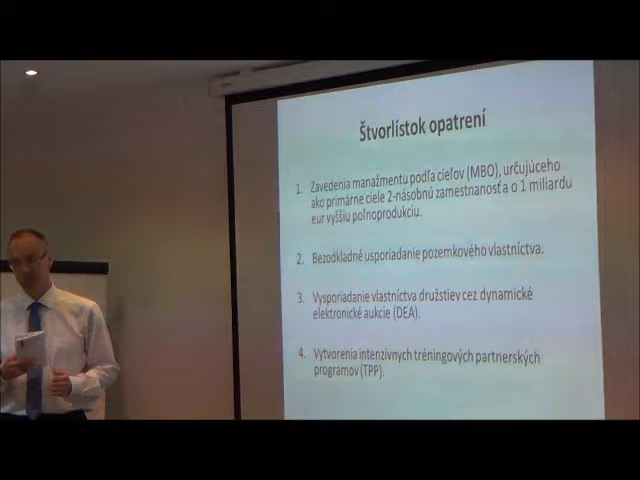 Štvorlístok opatrení
1. Zavedenia manažmentu podľa cieľov (MBO), určujúceho
ako primárne ciele 2-násobnú zamestnanosť a o 1 miliardu
eur vyššiu poľnoprodukciu.
2. Bezodkladné usporiadanie pozemkového vlastníctva.
3. Vysporiadanie vlastníctva družstiev cez dynamické
elektronické aukcie (DEA).
4. Vytvorenia intenzívnych tréningových partnerských
programov (TPP).